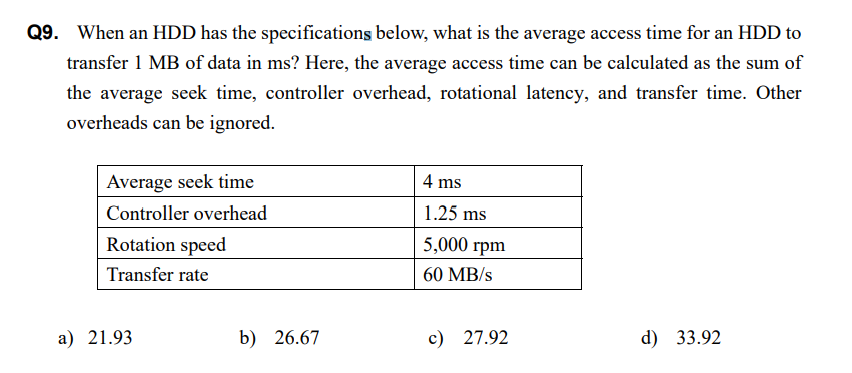 Q9. When an HDD has the specifications below, what is the average access time for an HDD to
transfer 1 MB of data in ms? Here, the average access time can be calculated as the sum of
the average seek time, controller overhead, rotational latency, and transfer time. Other
overheads can be ignored.
Average seek time 4 ms
Controller overhead 1.25 ms
Rotation speed 5,000 rpm
Transfer rate 60 MB/s
a) 21.93 b) 26.67 c) 27.92 d) 33.92